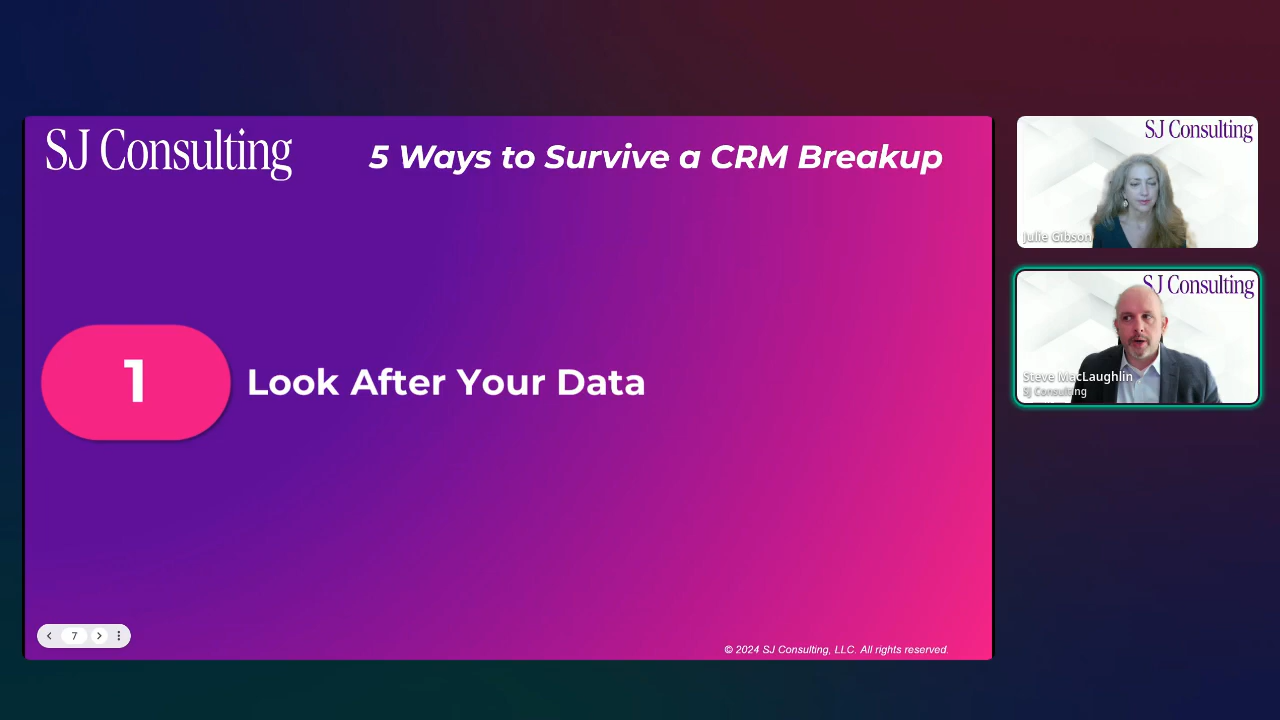 SJ Consulting
5 Ways to Survive a CRM Breakup
1
Look After Your Data
7
© 2024 SJ Consulting, LLC. All rights reserved.
SJ Consulting
Julie Gibson
SJ Consulting
Steve MacLaughlin
SJ Consulting